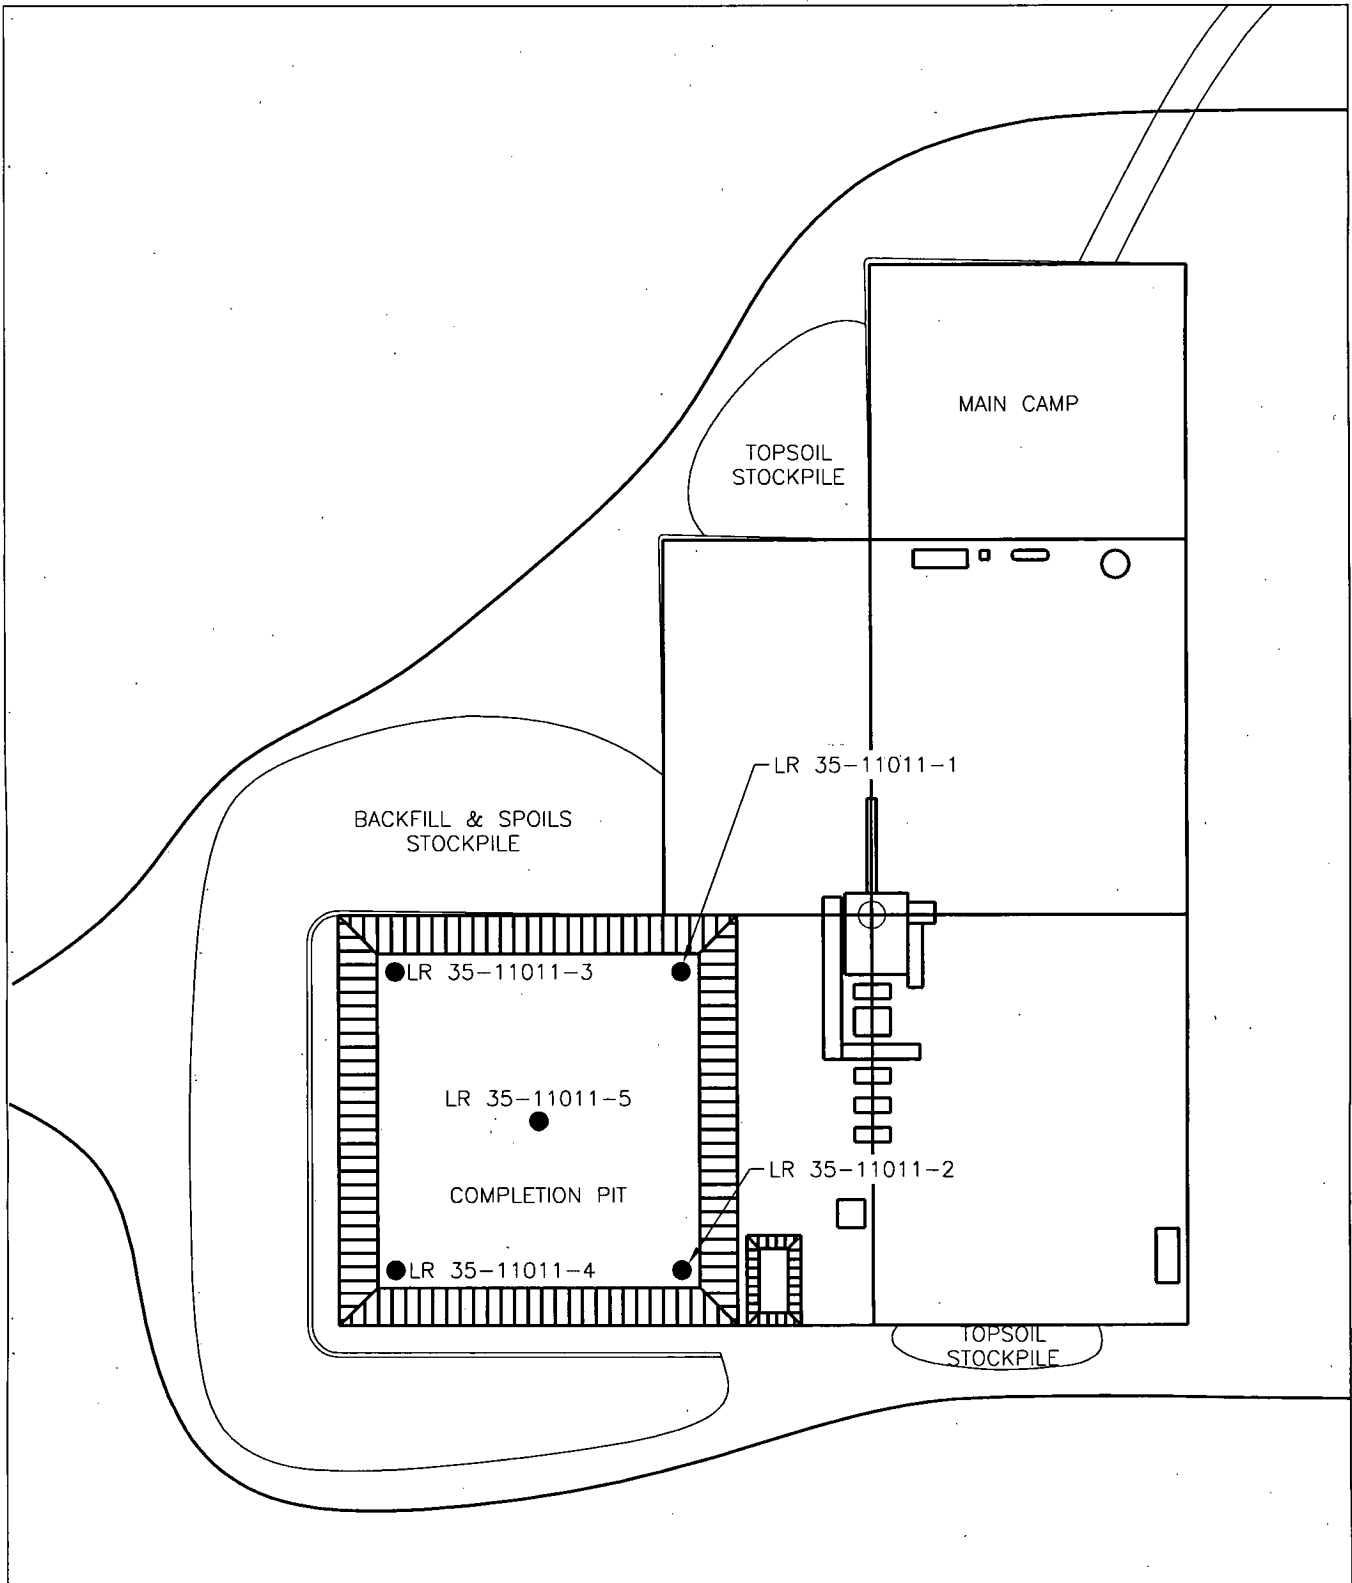 MAIN CAMP
TOPSOIL
STOCKPILE
LR 35-11011-1
BACKFILL & SPOILS
STOCKPILE
LR 35-11011-3
LR 35-11011-5
LR 35-11011-2
COMPLETION PIT
LR 35-11011-4
TOPSOIL
STOCKPILE